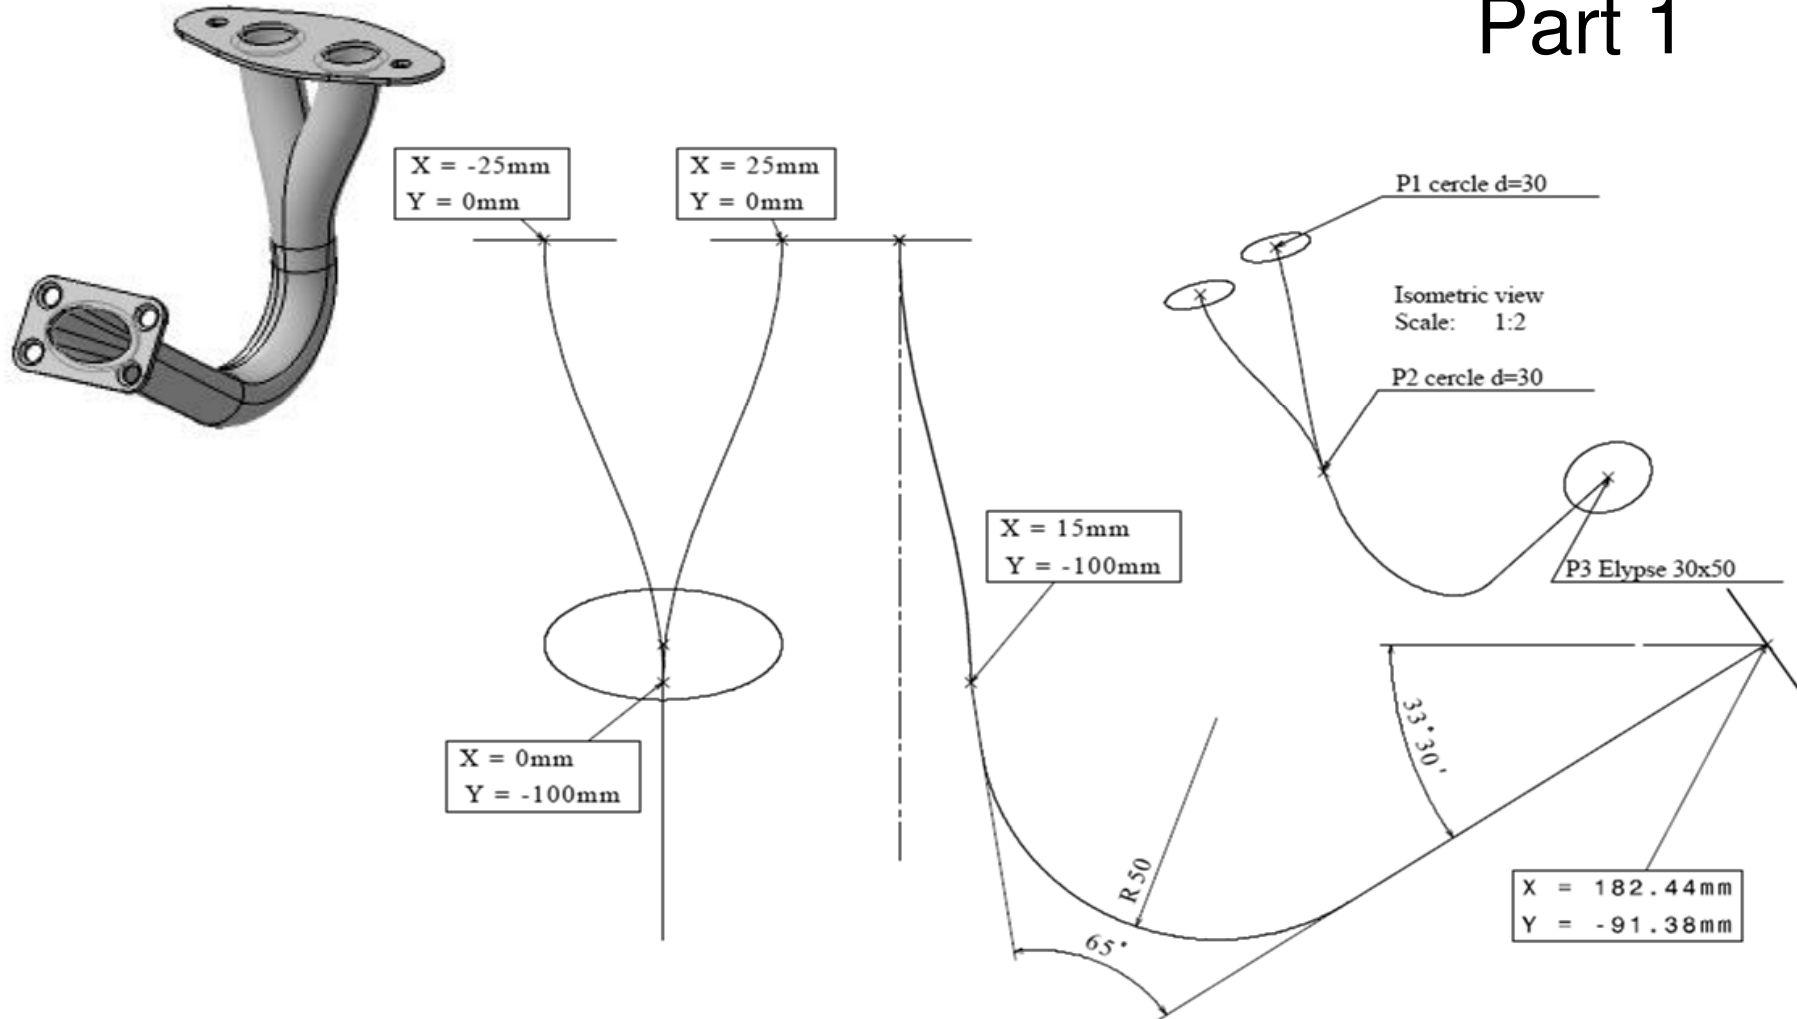 Part 1
X = -25mm
Y = 0mm
X = 25mm
Y = 0mm
P1 cercle d=30
Isometric view
Scale: 1:2
P2 cercle d=30
X = 15mm
Y = -100mm
P3 Elypse 30x50
33°30'
X = 0mm
Y = -100mm
R50
65°
X = 182.44mm
Y = -91.38mm